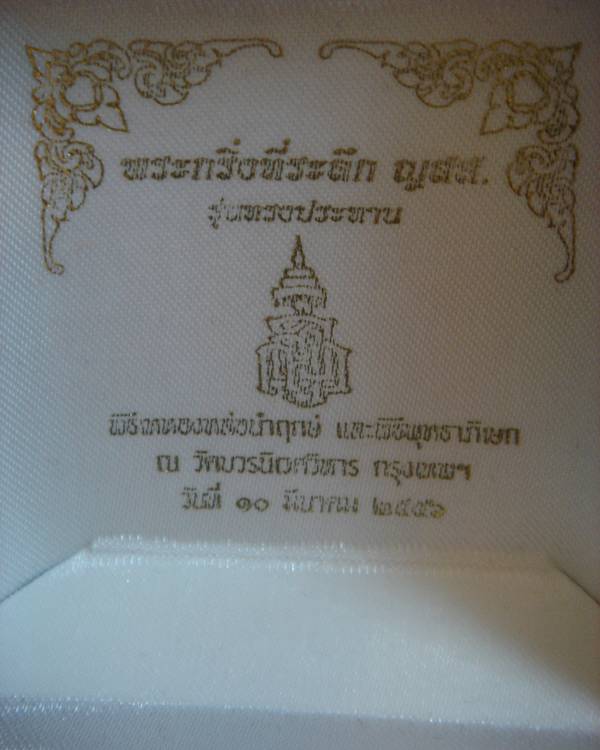 พระกริ่งที่ระลึก ญสส.
รุ่นทรงประทาน
พิธีเททองหล่อนำฤกษ์ และพิธีพุทธาภิเษก
ณ วัดบวรนิเวศวิหาร กรุงเทพฯ
วันที่ ๑๐ มีนาคม ๒๕๕๖